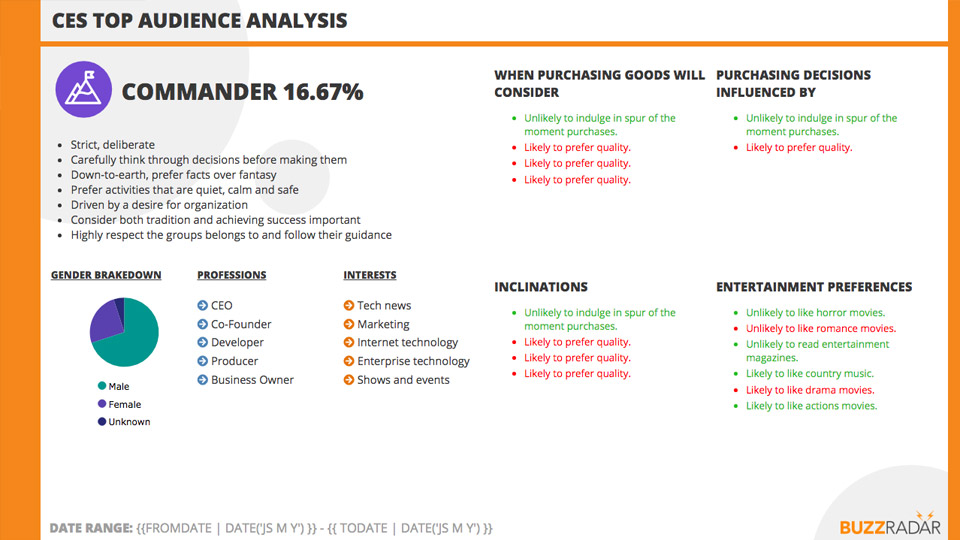 CES TOP AUDIENCE ANALYSIS
COMMANDER 16.67%
Strict, deliberate
Carefully think through decisions before making them
Down-to-earth, prefer facts over fantasy
Prefer activities that are quiet, calm and safe
Driven by a desire for organization
Consider both tradition and achieving success important
Highly respect the groups belongs to and follow their guidance
GENDER BRAKEDOWN
Male
Female
Unknown
PROFESSIONS
CEO
Co-Founder
Developer
Producer
Business Owner
INTERESTS
Tech news
Marketing
Internet technology
Enterprise technology
Shows and events
WHEN PURCHASING GOODS WILL
CONSIDER
Unlikely to indulge in spur of the
moment purchases.
Likely to prefer quality.
Likely to prefer quality.
Likely to prefer quality.
PURCHASING DECISIONS
INFLUENCED BY
Unlikely to indulge in spur of the
moment purchases.
Likely to prefer quality.
INCLINATIONS
Unlikely to indulge in spur of the
moment purchases.
Likely to prefer quality.
Likely to prefer quality.
Likely to prefer quality.
ENTERTAINMENT PREFERENCES
Unlikely to like horror movies.
Unlikely to like romance movies.
Unlikely to read entertainment
magazines.
Likely to like country music.
Likely to like drama movies.
Likely to like actions movies.
DATE RANGE: {{FROMDATE | DATE('JS M Y') }} - {{ TODATE | DATE('JS M Y') }}
BUZZRADAR